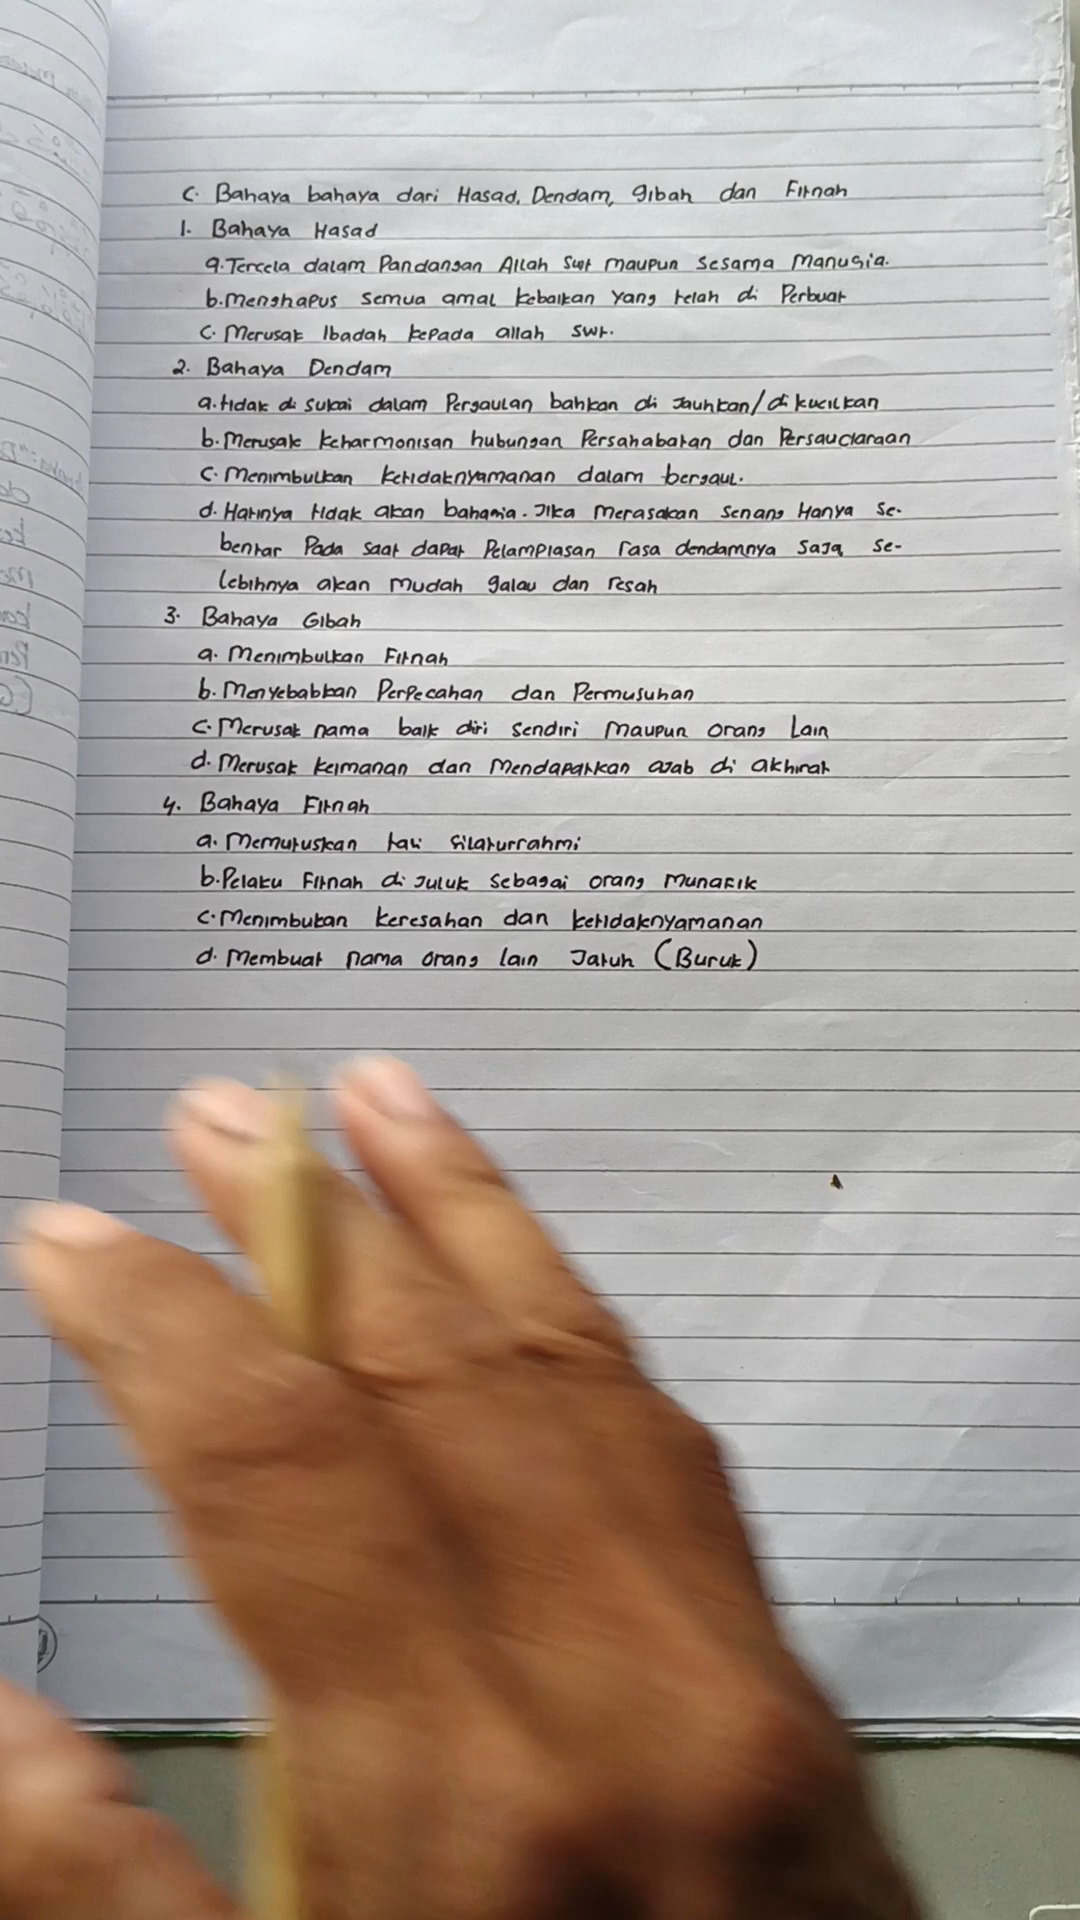 C. Bahaya bahaya dari Hasad, Dendam, gibah dan Fitnah
1. Bahaya Hasad
a. Tercela dalam Pandangan Allah Swt maupun sesama Manusia.
b. menghapus semua amal kebaikan yang telah di Perbuat
C. Merusak Ibadah kepada allah swt.
2. Bahaya Dendam
a. tidak di sukai dalam Pergaulan bahkan di Jauhkan/di kucilkan
b. Merusak keharmonisan hubungan Persahabatan dan Persaudaraan
C. Menimbulkan ketidaknyamanan dalam bergaul.
d. Hatinya tidak akan bahagia. Jika merasakan senang Hanya se-
bentar Pada saat dapat Pelampiasan rasa dendamnya saja se-
lebihnya akan mudah galau dan resah
3. Bahaya Gibah
a. Menimbulkan Fitnah
b. Menyebabkan Perpecahan dan Permusuhan
C. Merusak nama baik diri sendiri maupun orang Lain
d. Merusak keimanan dan Mendapatkan azab di akhirat
4. Bahaya Fitnah
a. Memutuskan tali silaturrahmi
b. Pelaku Fitnah di Juluk sebagai orang Munafik
C. Menimbukan keresahan dan ketidaknyamanan
d. Membuat nama orang lain Jatuh (Buruk)